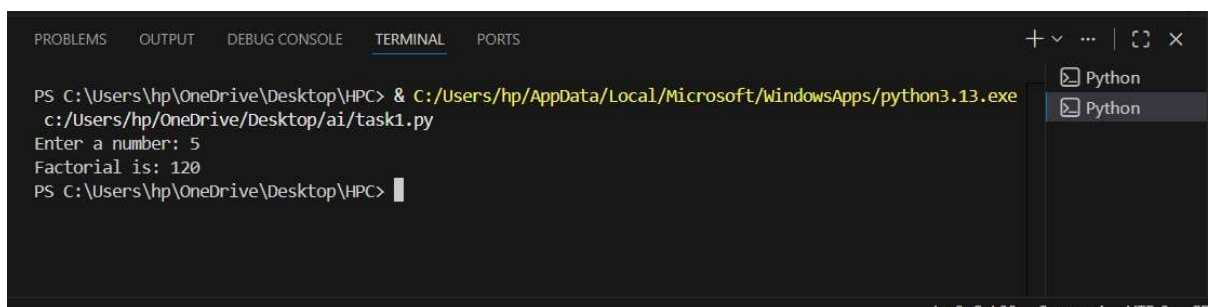 PROBLEMS OUTPUT DEBUG CONSOLE TERMINAL PORTS
Python
Python
PS C:\Users\hp\OneDrive\Desktop\HPC> & C:/Users/hp/AppData/Local/Microsoft/WindowsApps/python3.13.exe
c:/Users/hp/OneDrive/Desktop/ai/task1.py
Enter a number: 5
Factorial is: 120
PS C:\Users\hp\OneDrive\Desktop\HPC>